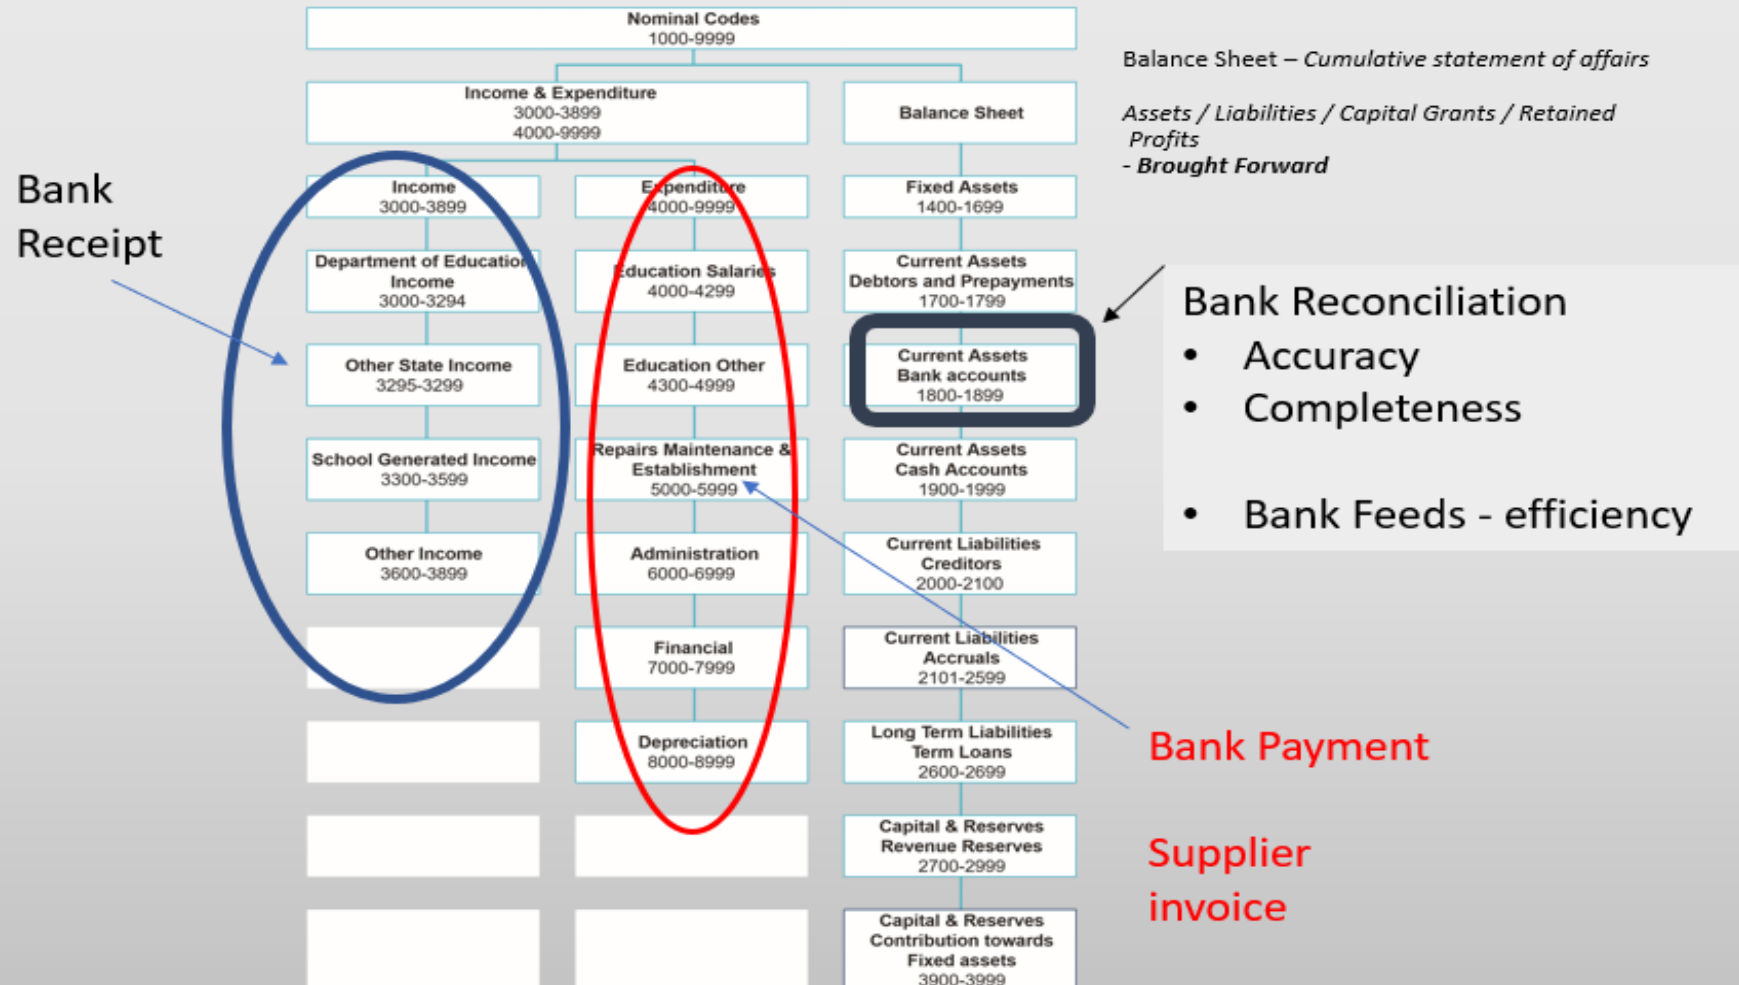 Nominal Codes
1000-9999
Income & Expenditure
3000-3899
4000-9999
Balance Sheet
Balance Sheet – Cumulative statement of affairs
Assets / Liabilities / Capital Grants / Retained
Profits
- Brought Forward
Bank
Receipt
Income
3000-3899
Department of Education
Income
3000-3294
Other State Income
3295-3299
School Generated Income
3300-3599
Other Income
3600-3899
Expenditure
4000-9999
Education Salaries
4000-4299
Education Other
4300-4999
Repairs Maintenance &
Establishment
5000-5999
Administration
6000-6999
Financial
7000-7999
Depreciation
8000-8999
Fixed Assets
1400-1699
Current Assets
Debtors and Prepayments
1700-1799
Current Assets
Bank accounts
1800-1899
Current Assets
Cash Accounts
1900-1999
Current Liabilities
Creditors
2000-2100
Current Liabilities
Accruals
2101-2599
Long Term Liabilities
Term Loans
2600-2699
Capital & Reserves
Revenue Reserves
2700-2999
Capital & Reserves
Contribution towards
Fixed assets
3900-3999
Bank Reconciliation
• Accuracy
• Completeness
• Bank Feeds - efficiency
Bank Payment
Supplier
invoice